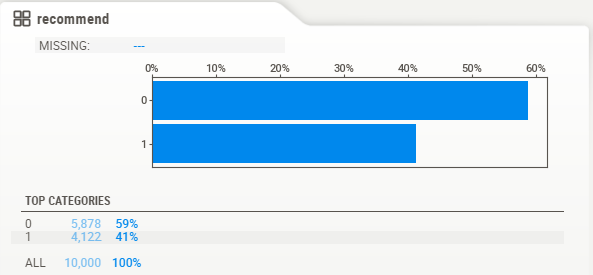 recommend
MISSING: ---
0% 10% 20% 30% 40% 50% 60%
0
1
TOP CATEGORIES
0 5,878 59%
1 4,122 41%
ALL 10,000 100%